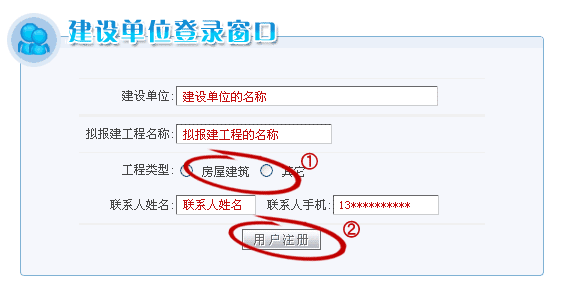 建设单位登录窗口
建设单位: 建设单位的名称
拟报建工程名称: 拟报建工程的名称
工程类型: 房屋建筑 其它 ①
联系人姓名: 联系人姓名 联系人手机: 13**********
用户注册 ②